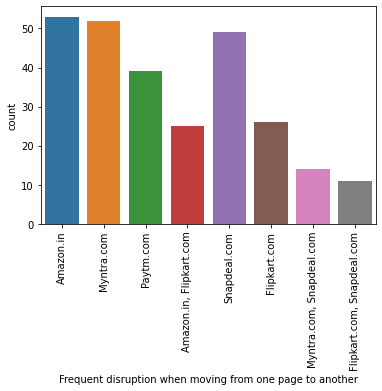 50
40
30
20
10
0
count
Amazon.in
Myntra.com
Paytm.com
Amazon.in, Flipkart.com
Snapdeal.com
Flipkart.com
Myntra.com, Snapdeal.com
Flipkart.com, Snapdeal.com
Frequent disruption when moving from one page to another